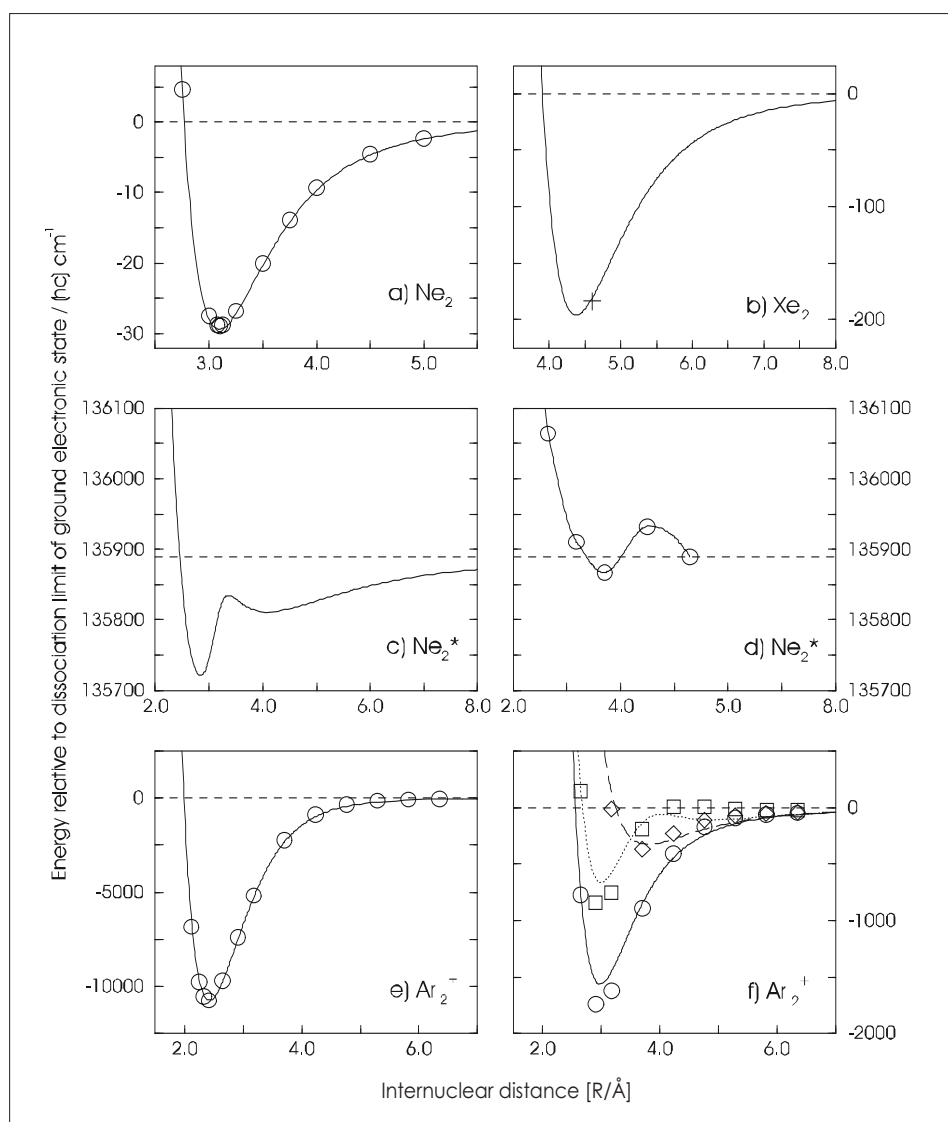 Energy relative to dissociation limit of ground electronic state / (hc) cm⁻¹
0
-10
-20
-30
3.0 4.0 5.0
a) Ne₂
0
-100
-200
4.0 5.0 6.0 7.0 8.0
b) Xe₂
136100
136000
135900
135800
135700
2.0 4.0 6.0 8.0
c) Ne₂*
136100
136000
135900
135800
135700
2.0 5.0 8.0
d) Ne₂*
0
-5000
-10000
2.0 4.0 6.0
e) Ar₂⁻
0
-1000
-2000
2.0 4.0 6.0
f) Ar₂⁺
Internuclear distance [R/Å]